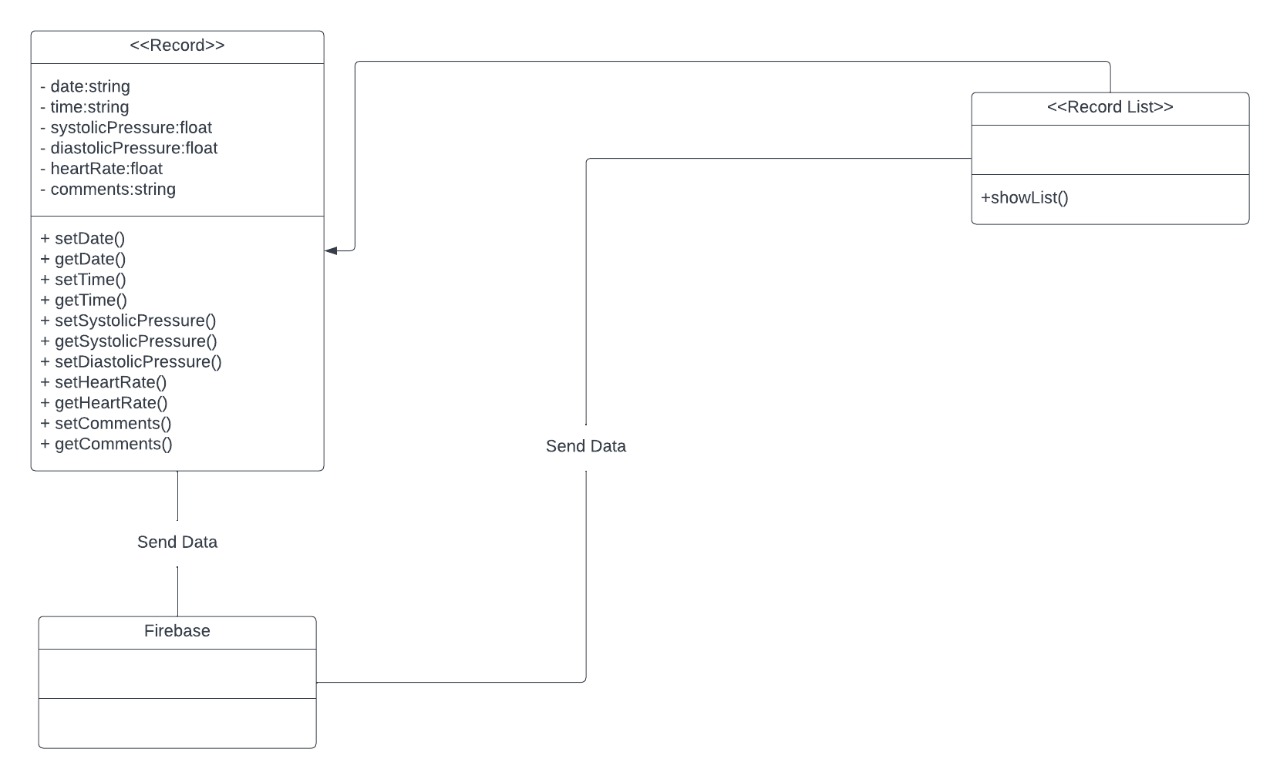 <<Record>>
- date:string
- time:string
- systolicPressure:float
- diastolicPressure:float
- heartRate:float
- comments:string
+ setDate()
+ getDate()
+ setTime()
+ getTime()
+ setSystolicPressure()
+ getSystolicPressure()
+ setDiastolicPressure()
+ setHeartRate()
+ getHeartRate()
+ setComments()
+ getComments()
<<Record List>>
+showList()
Send Data
Send Data
Firebase